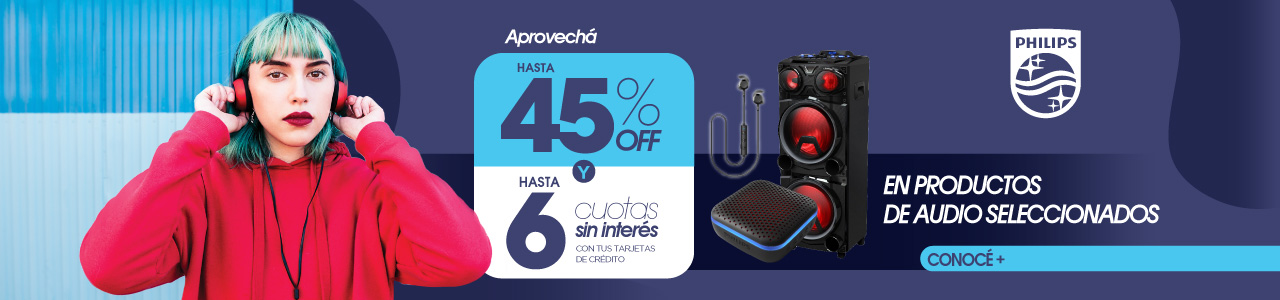 Aprovechá
HASTA
45%
OFF
Y
HASTA
6 cuotas
sin interés
CON TUS TARJETAS
DE CRÉDITO
PHILIPS
EN PRODUCTOS
DE AUDIO SELECCIONADOS
CONOCÉ +